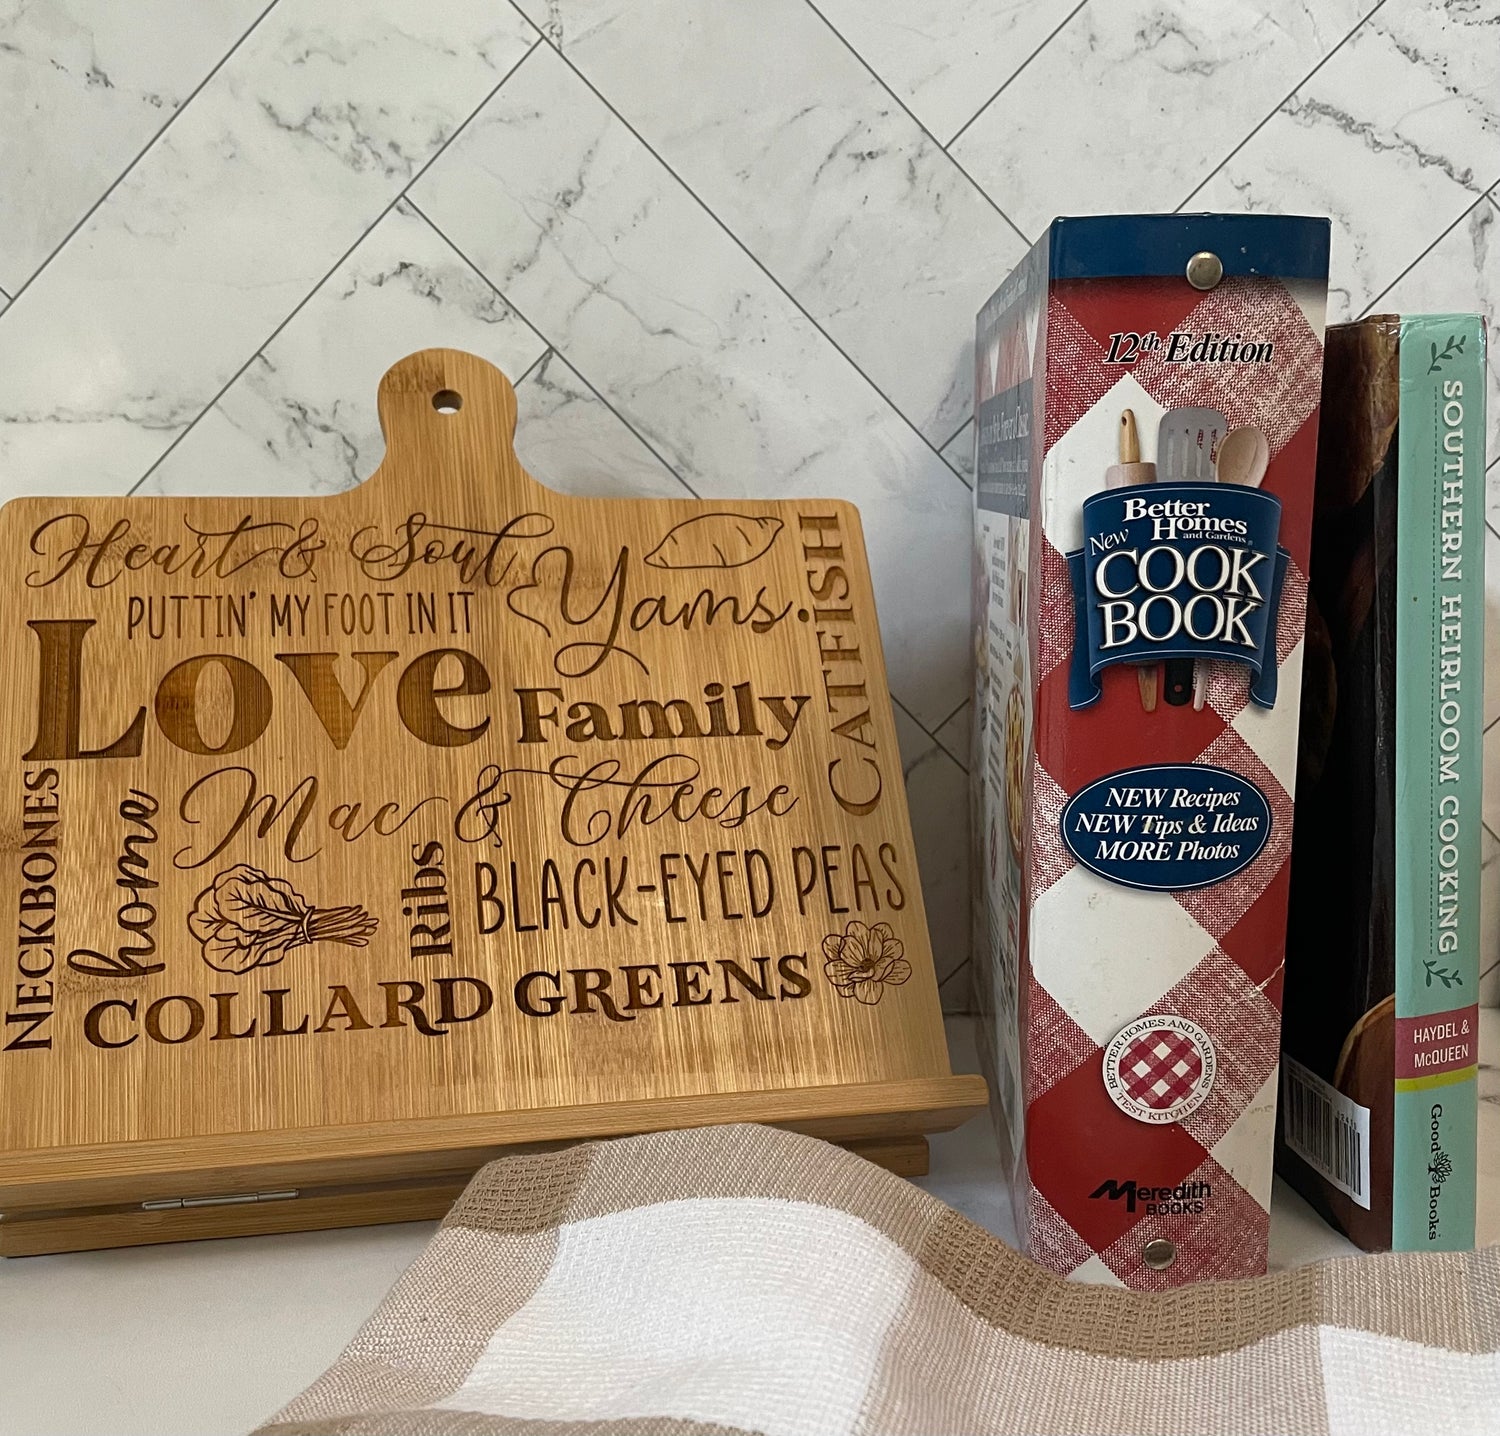 Heart & Soul
PUTTIN' MY FOOT IN IT
Yams
CATFISH
Love
Family
Mac & Cheese
NECKBONES
home
Ribs
BLACK-EYED PEAS
COLLARD GREENS
12th Edition
Better
Homes
and Gardens
New
COOK
BOOK
NEW Recipes
NEW Tips & Ideas
MORE Photos
BETTER HOMES AND GARDENS
TEST KITCHEN
Meredith
BOOKS
SOUTHERN HEIRLOOM COOKING
HAYDEL &
McQUEEN
Good Books